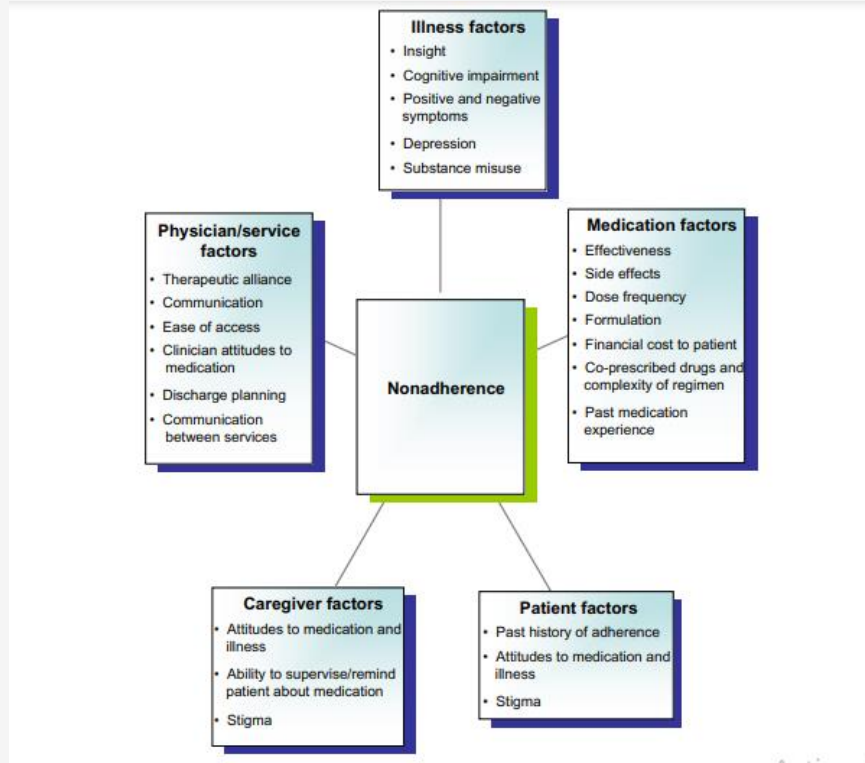 Illness factors
• Insight
• Cognitive impairment
• Positive and negative
symptoms
• Depression
• Substance misuse
Physician/service
factors
• Therapeutic alliance
• Communication
• Ease of access
• Clinician attitudes to
medication
• Discharge planning
• Communication
between services
Medication factors
• Effectiveness
• Side effects
• Dose frequency
• Formulation
• Financial cost to patient
• Co-prescribed drugs and
complexity of regimen
• Past medication
experience
Nonadherence
Caregiver factors
• Attitudes to medication and
illness
• Ability to supervise/remind
patient about medication
• Stigma
Patient factors
• Past history of adherence
• Attitudes to medication and
illness
• Stigma